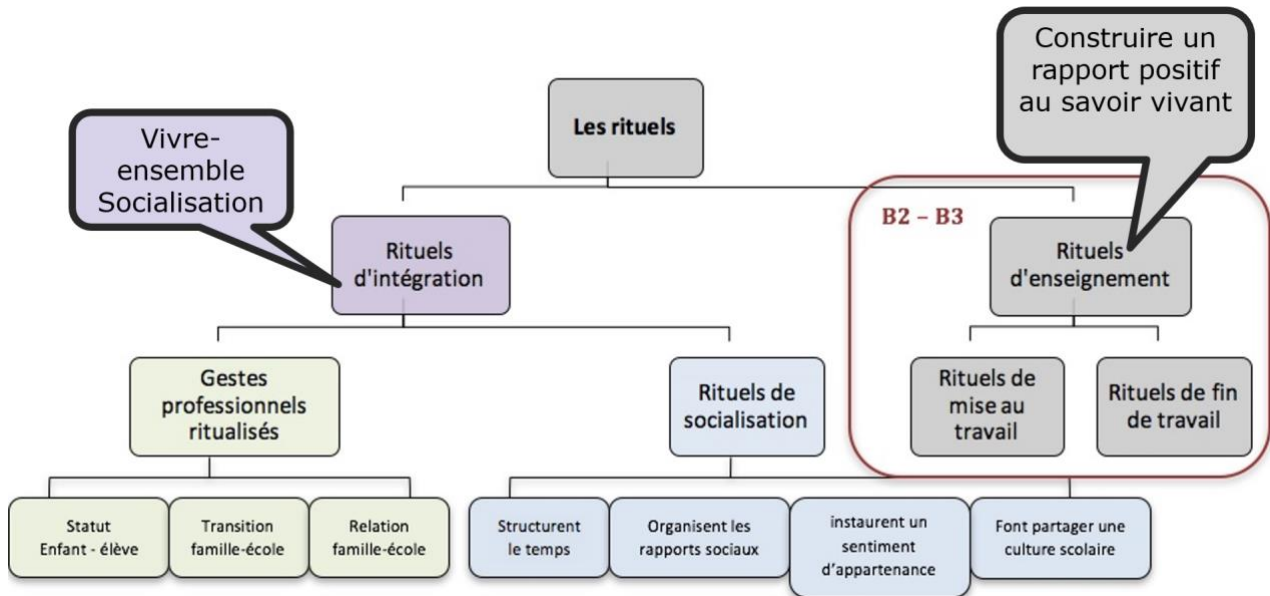 Construire un
rapport positif
au savoir vivant
Les rituels
Vivre-
ensemble
Socialisation
B2 – B3
Rituels
d'intégration
Rituels
d'enseignement
Gestes
professionnels
ritualisés
Rituels de
socialisation
Rituels de
mise au
travail
Rituels de fin
de travail
Statut
Enfant - élève
Transition
famille-école
Relation
famille-école
Structurent
le temps
Organisent les
rapports sociaux
instaurent un
sentiment
d'appartenance
Font partager une
culture scolaire